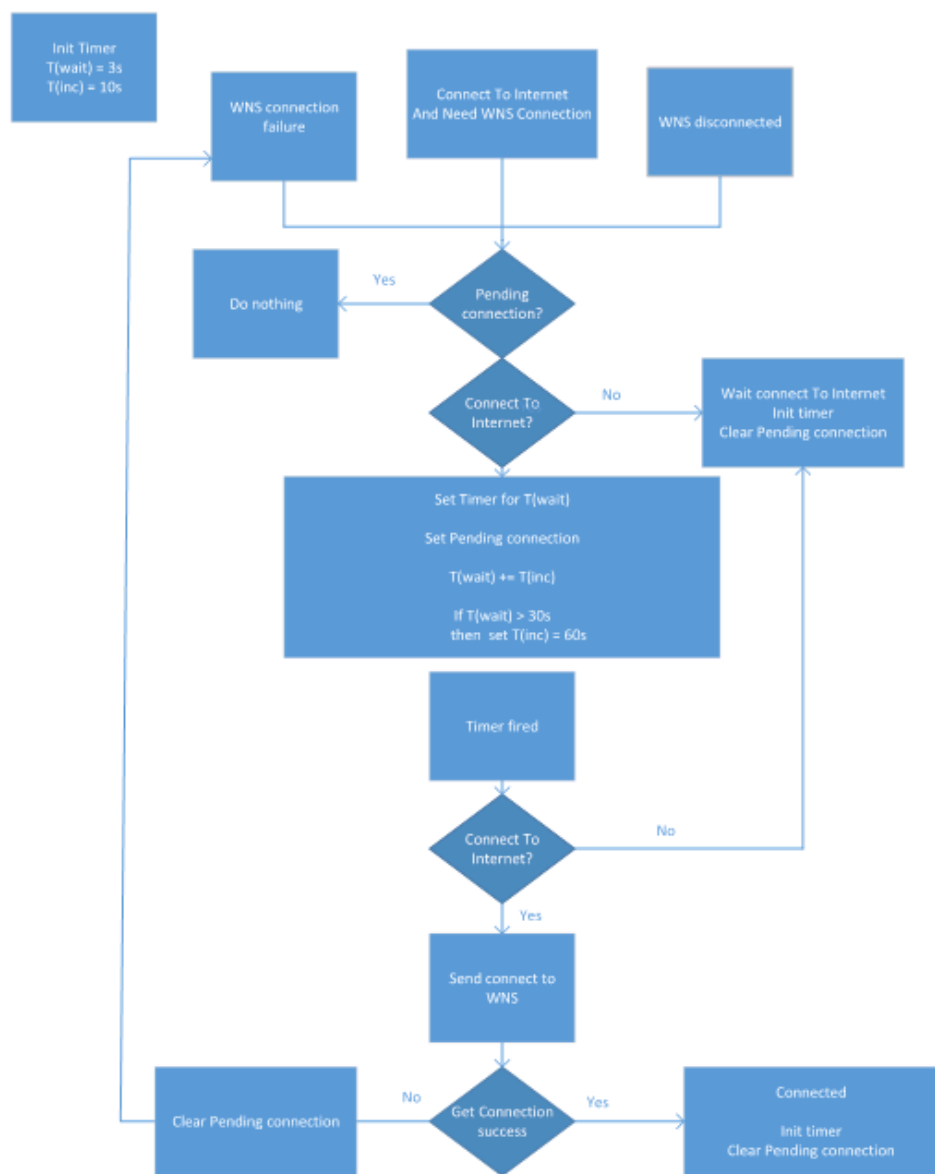 Init Timer
T(wait) = 3s
T(inc) = 10s
WNS connection
failure
Connect To Internet
And Need WNS Connection
WNS disconnected
Yes
Do nothing
Pending
connection?
Connect To
Internet?
No
Wait connect To Internet
Init timer
Clear Pending connection
Set Timer for T(wait)
Set Pending connection
T(wait) += T(inc)
If T(wait) > 30s
then set T(inc) = 60s
Timer fired
Connect To
Internet?
No
Yes
Send connect to
WNS
Clear Pending connection
No
Get Connection
success
Yes
Connected
Init timer
Clear Pending connection